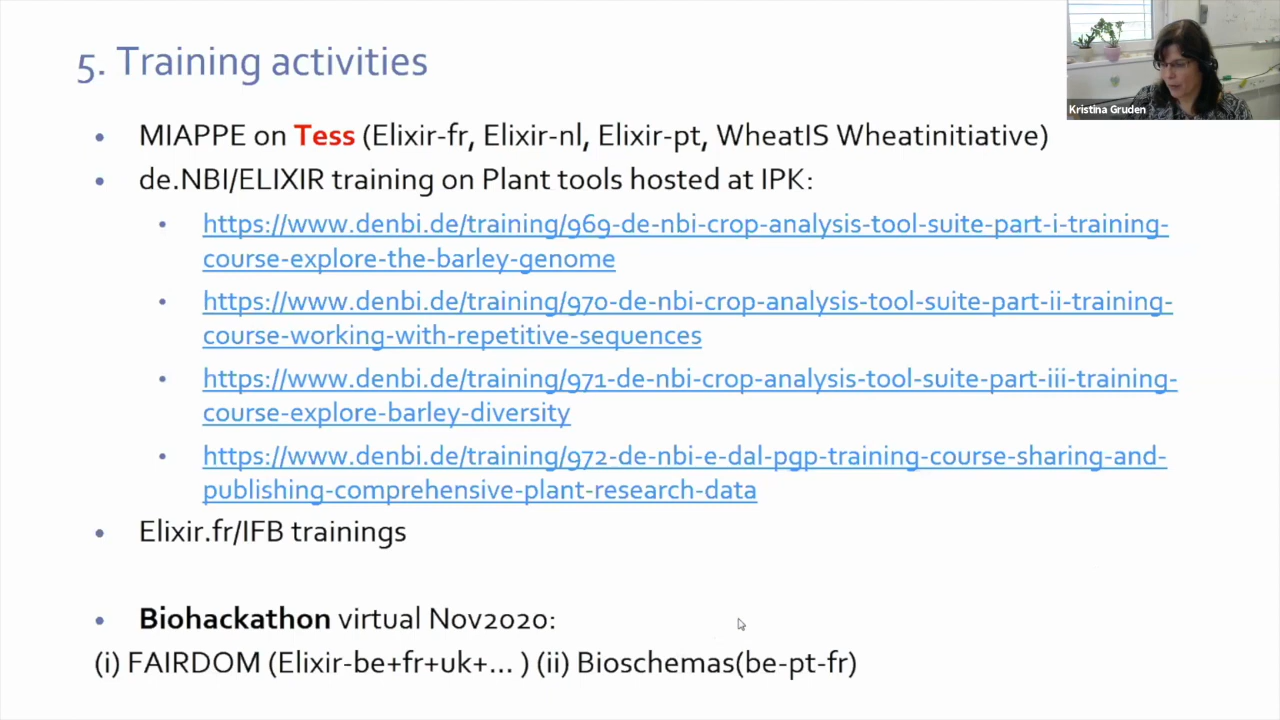 5. Training activities
Kristina Gruden
• MIAPPE on Tess (Elixir-fr, Elixir-nl, Elixir-pt, WheatIS Wheatinitiative)
• de.NBI/ELIXIR training on Plant tools hosted at IPK:
• https://www.denbi.de/training/969-de-nbi-crop-analysis-tool-suite-part-i-training-
course-explore-the-barley-genome
• https://www.denbi.de/training/970-de-nbi-crop-analysis-tool-suite-part-ii-training-
course-working-with-repetitive-sequences
• https://www.denbi.de/training/971-de-nbi-crop-analysis-tool-suite-part-iii-training-
course-explore-barley-diversity
• https://www.denbi.de/training/972-de-nbi-e-dal-pgp-training-course-sharing-and-
publishing-comprehensive-plant-research-data
• Elixir.fr/IFB trainings
• Biohackathon virtual Nov2020:
(i) FAIRDOM (Elixir-be+fr+uk+... ) (ii) Bioschemas(be-pt-fr)